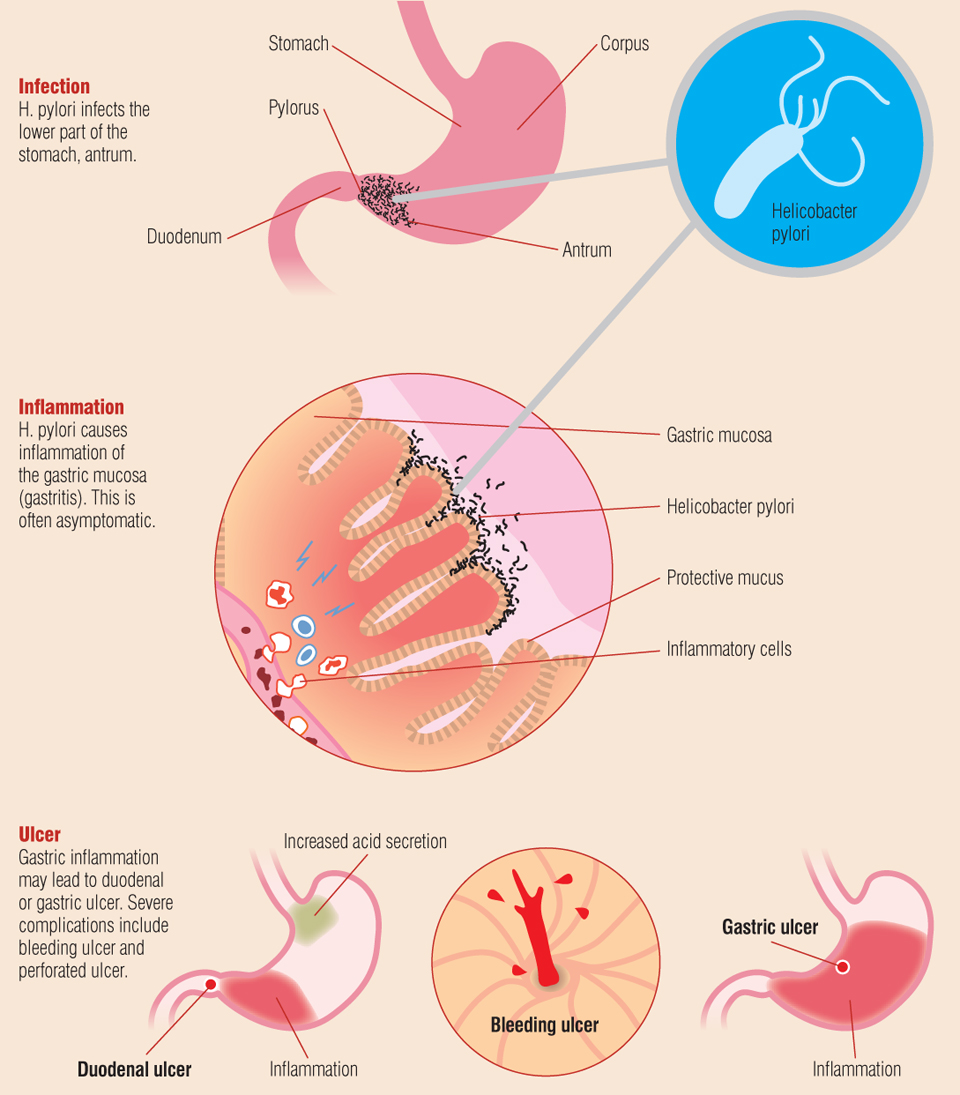 Infection
H. pylori infects the
lower part of the
stomach, antrum.
Stomach
Corpus
Pylorus
Duodenum
Antrum
Helicobacter
pylori
Inflammation
H. pylori causes
inflammation of
the gastric mucosa
(gastritis). This is
often asymptomatic.
Gastric mucosa
Helicobacter pylori
Protective mucus
Inflammatory cells
Ulcer
Gastric inflammation
may lead to duodenal
or gastric ulcer. Severe
complications include
bleeding ulcer and
perforated ulcer.
Increased acid secretion
Duodenal ulcer
Inflammation
Bleeding ulcer
Gastric ulcer
Inflammation